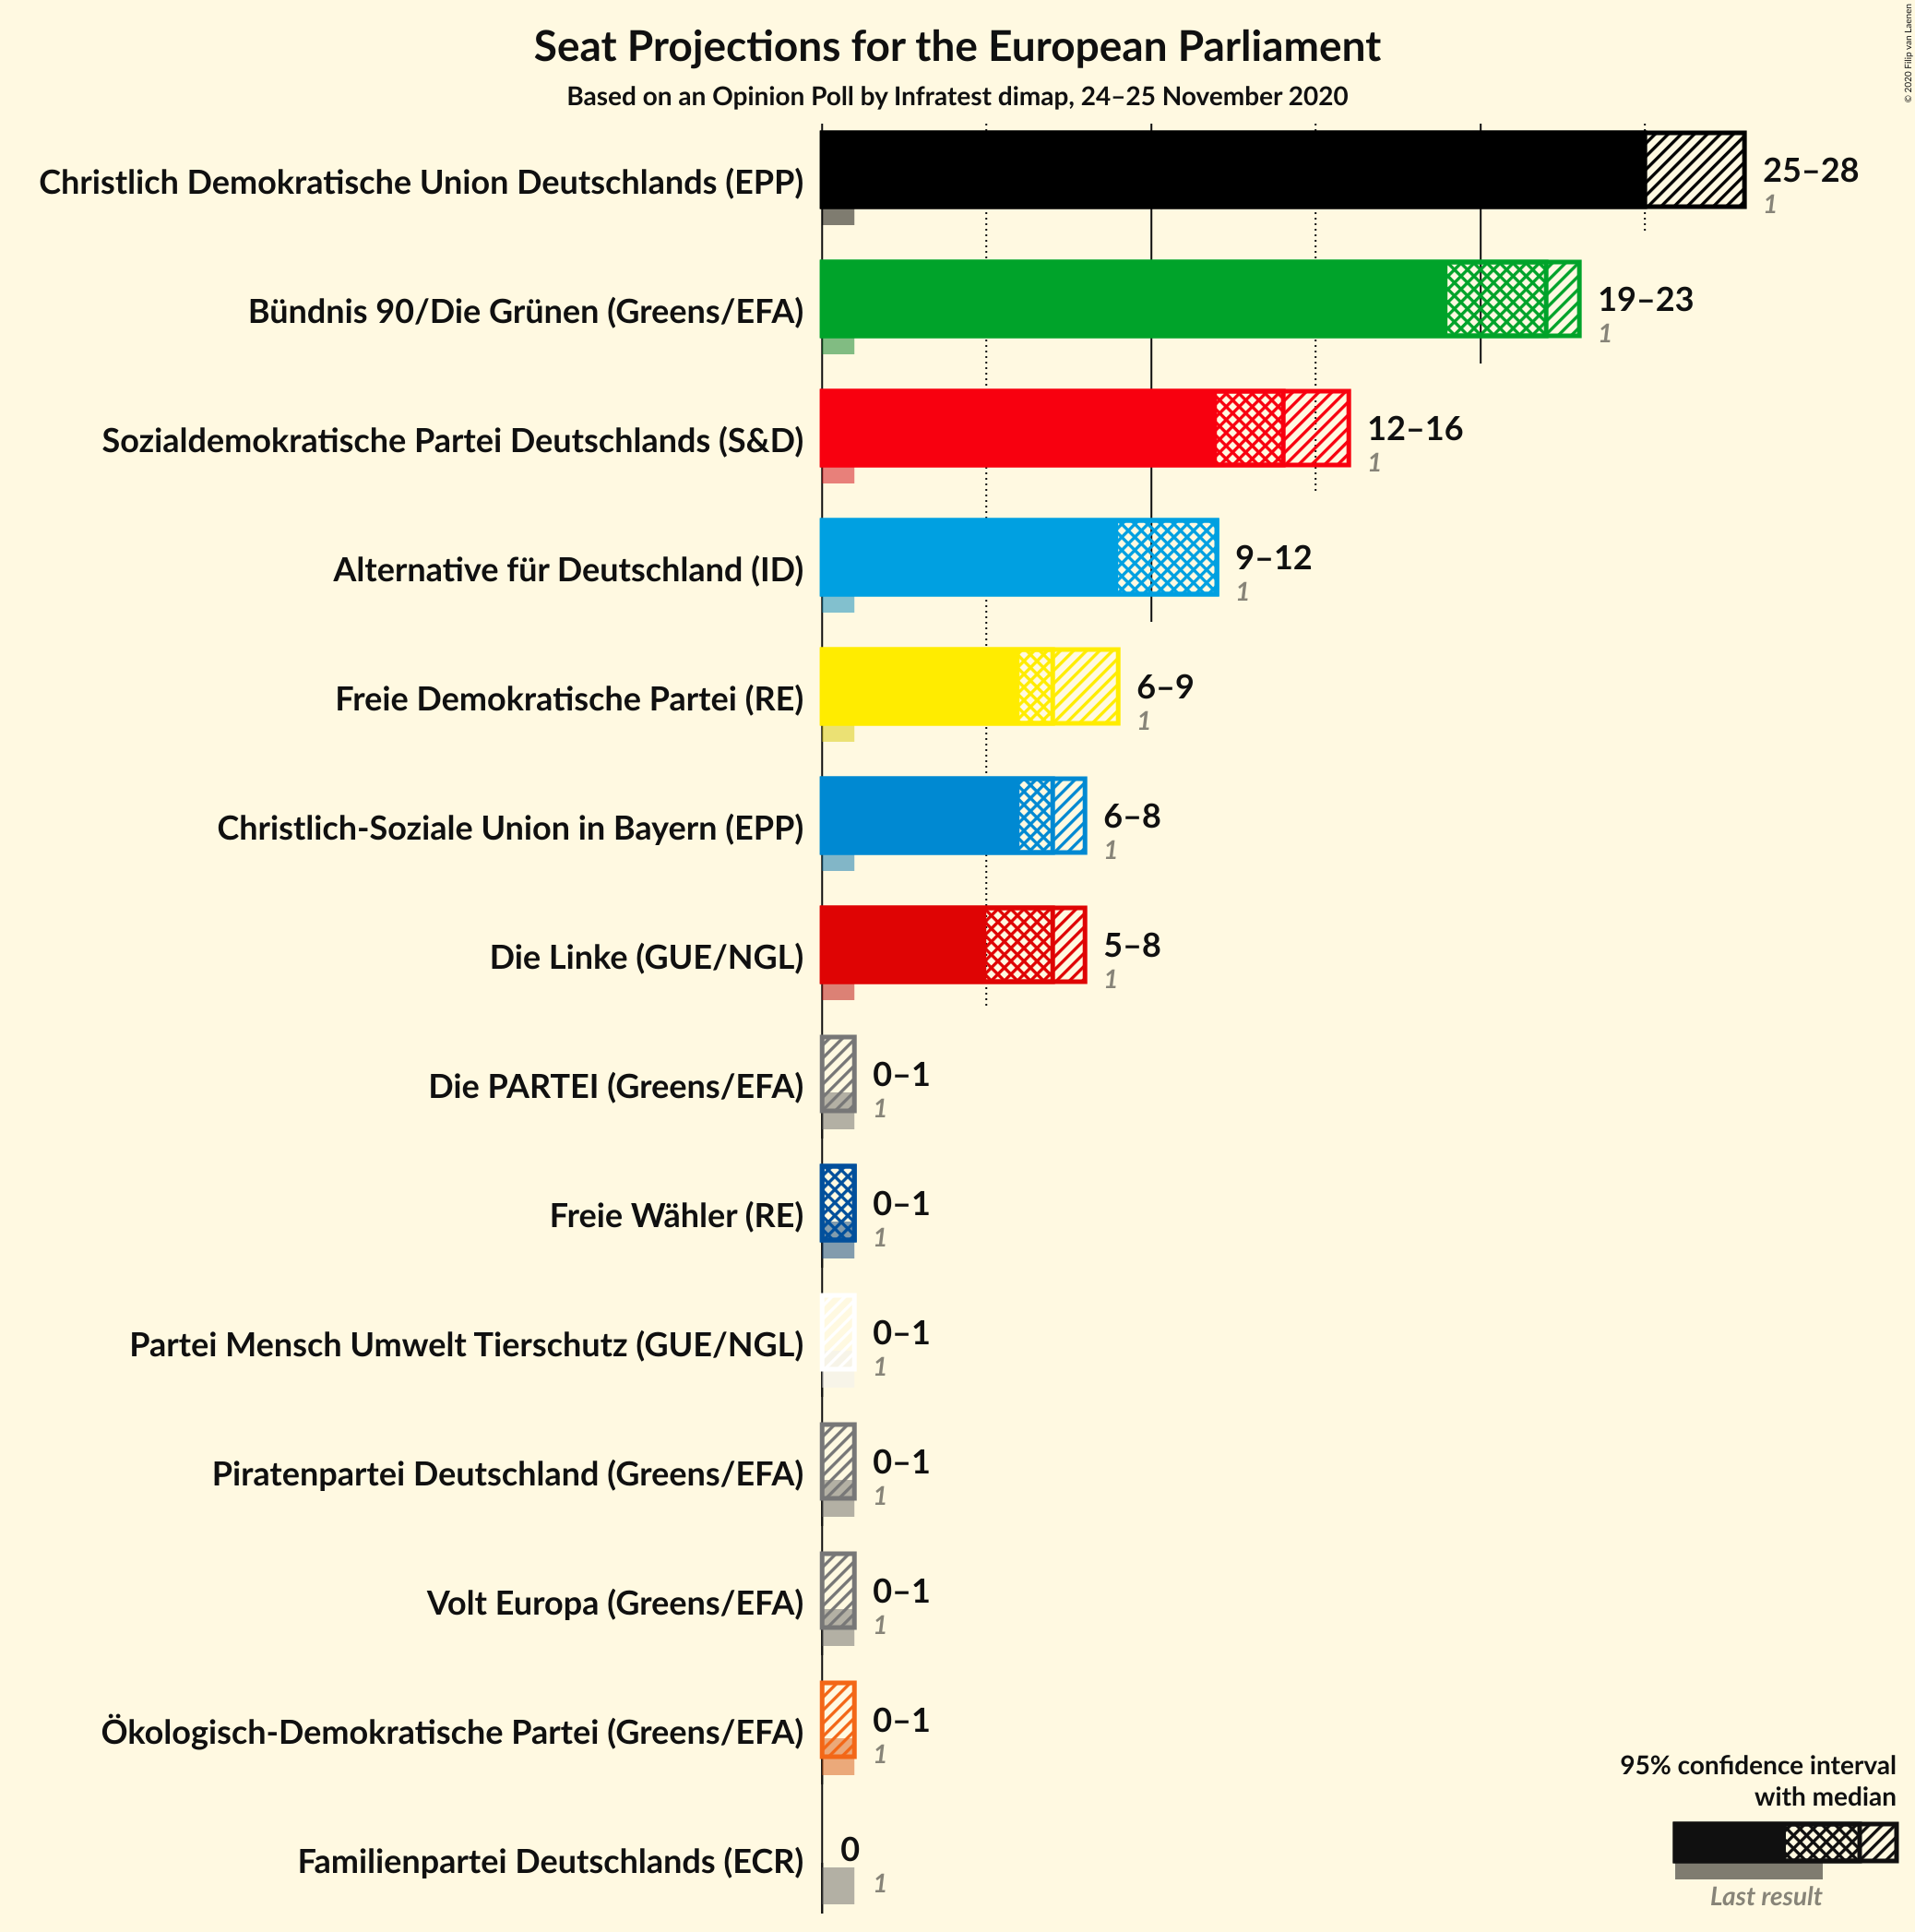 Seat Projections for the European Parliament
Based on an Opinion Poll by Infratest dimap, 24–25 November 2020
© 2020 Filip van Laenen
Christlich Demokratische Union Deutschlands (EPP)
25–28
1
Bündnis 90/Die Grünen (Greens/EFA)
19–23
1
Sozialdemokratische Partei Deutschlands (S&D)
12–16
1
Alternative für Deutschland (ID)
9–12
1
Freie Demokratische Partei (RE)
6–9
1
Christlich-Soziale Union in Bayern (EPP)
6–8
1
Die Linke (GUE/NGL)
5–8
1
Die PARTEI (Greens/EFA)
0–1
1
Freie Wähler (RE)
0–1
1
Partei Mensch Umwelt Tierschutz (GUE/NGL)
0–1
1
Piratenpartei Deutschland (Greens/EFA)
0–1
1
Volt Europa (Greens/EFA)
0–1
1
Ökologisch-Demokratische Partei (Greens/EFA)
0–1
1
Familienpartei Deutschlands (ECR)
0
1
95% confidence interval
with median
Last result